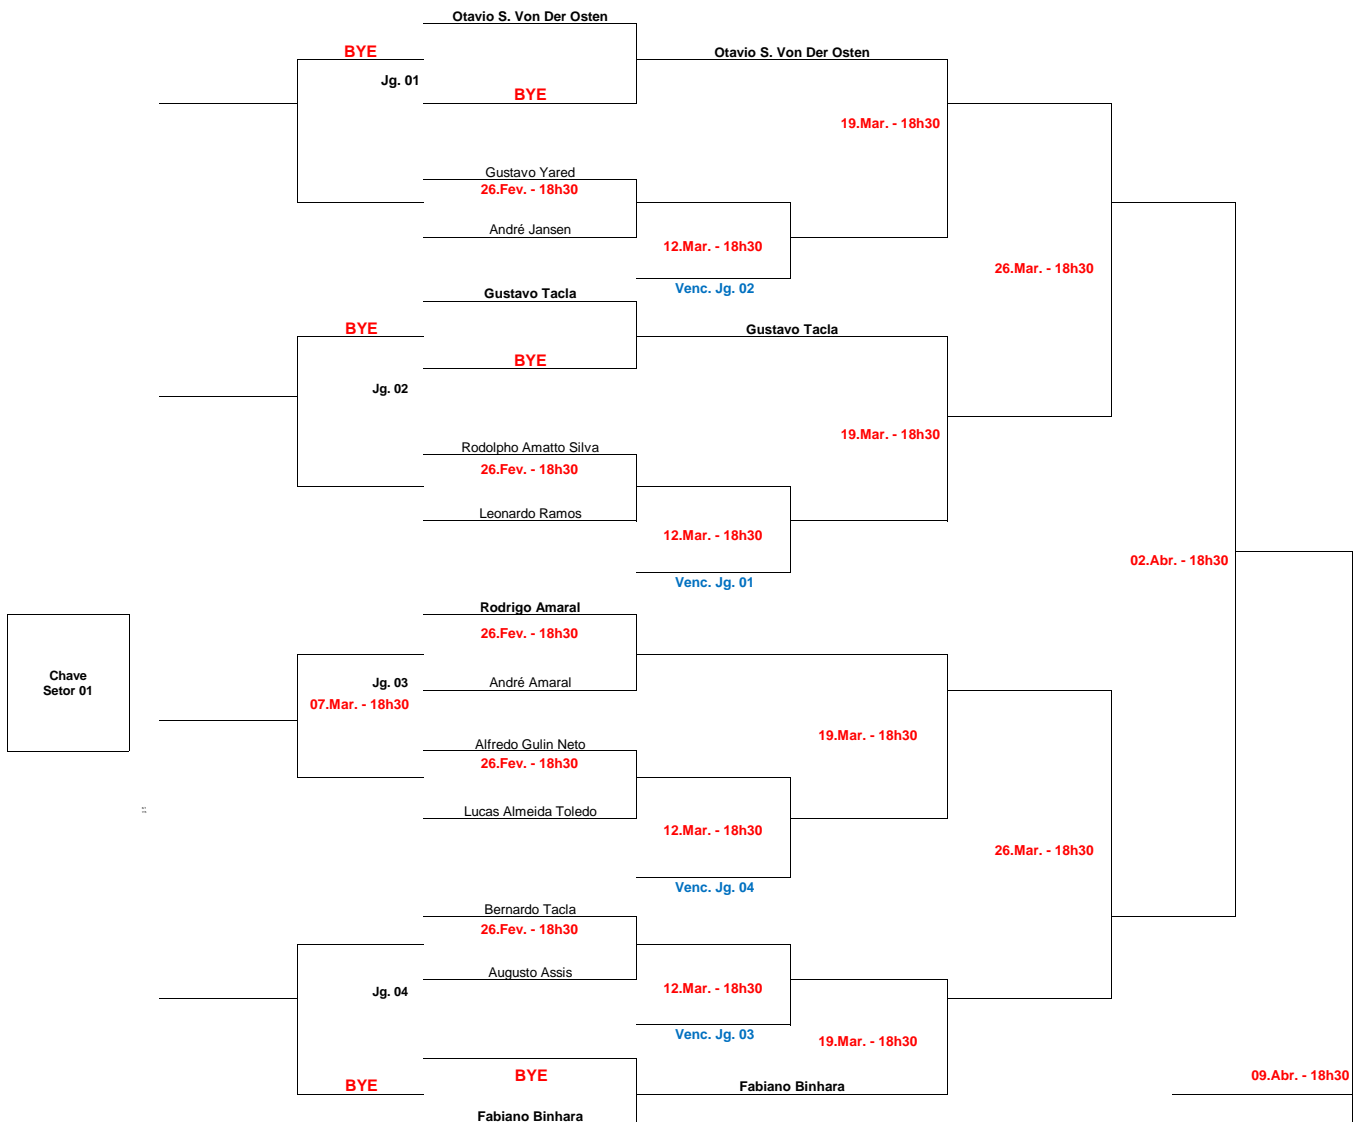 Otavio S. Von Der Osten
BYE
Otavio S. Von Der Osten
Jg. 01
BYE
19.Mar. - 18h30
Gustavo Yared
26.Fev. - 18h30
André Jansen
12.Mar. - 18h30
26.Mar. - 18h30
Venc. Jg. 02
Gustavo Tacla
BYE
Gustavo Tacla
BYE
Jg. 02
19.Mar. - 18h30
Rodolpho Amatto Silva
26.Fev. - 18h30
Leonardo Ramos
12.Mar. - 18h30
02.Abr. - 18h30
Venc. Jg. 01
Rodrigo Amaral
26.Fev. - 18h30
Chave
Setor 01
Jg. 03
André Amaral
07.Mar. - 18h30
19.Mar. - 18h30
Alfredo Gulin Neto
26.Fev. - 18h30
Lucas Almeida Toledo
12.Mar. - 18h30
26.Mar. - 18h30
Venc. Jg. 04
Bernardo Tacla
26.Fev. - 18h30
Augusto Assis
Jg. 04
12.Mar. - 18h30
Venc. Jg. 03
19.Mar. - 18h30
BYE
09.Abr. - 18h30
BYE
Fabiano Binhara
Fabiano Binhara